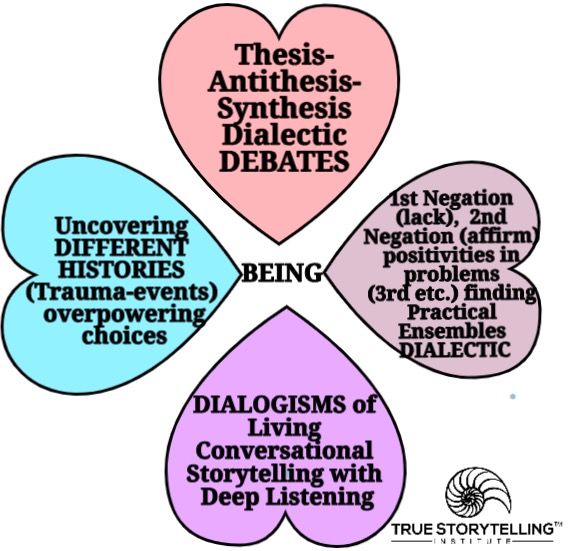 Thesis-
Antithesis-
Synthesis
Dialectic
DEBATES
Uncovering
DIFFERENT
HISTORIES
(Trauma-events)
overpowering
choices
BEING
1st Negation
(lack), 2nd
Negation (affirm)
positivities in
problems
(3rd etc.) finding
Practical
Ensembles
DIALECTIC
DIALOGISMS of
Living
Conversational
Storytelling with
Deep Listening
TRUE STORYTELLING™
INSTITUTE